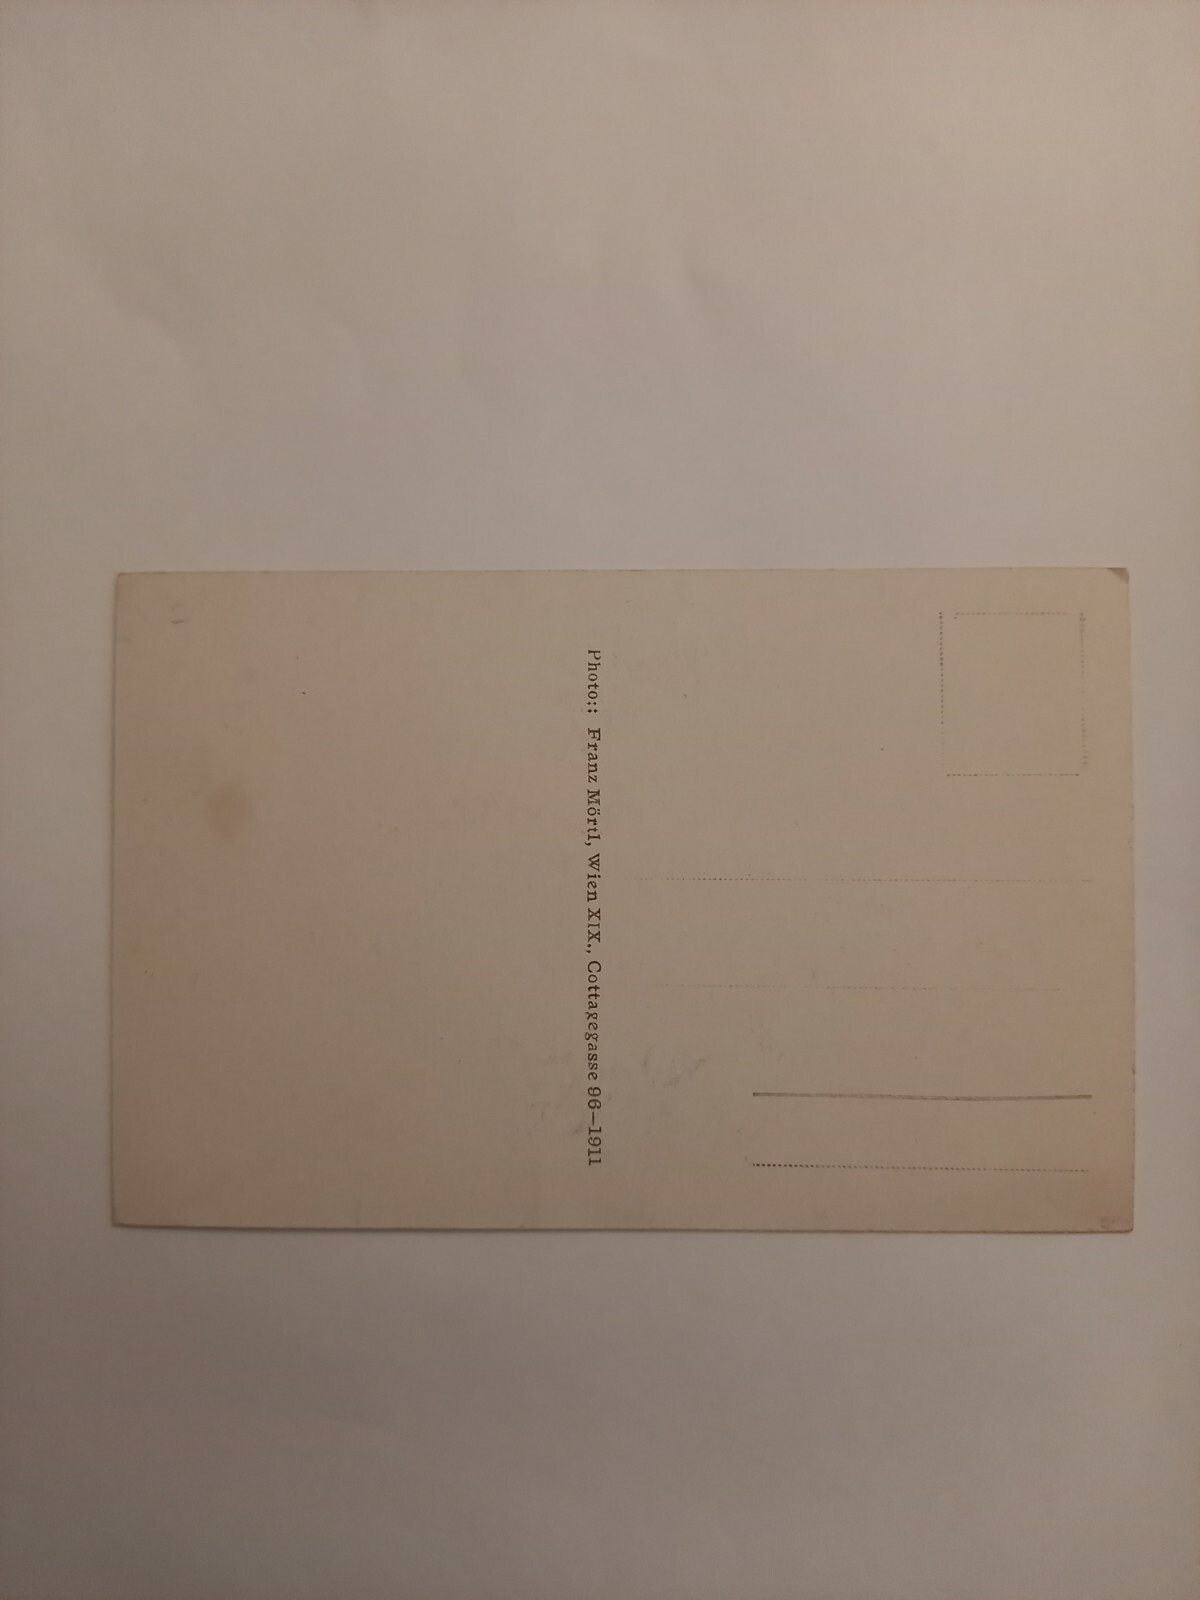 Photo:: Franz Mörtl, Wien XIX., Cottagegasse 96—1911